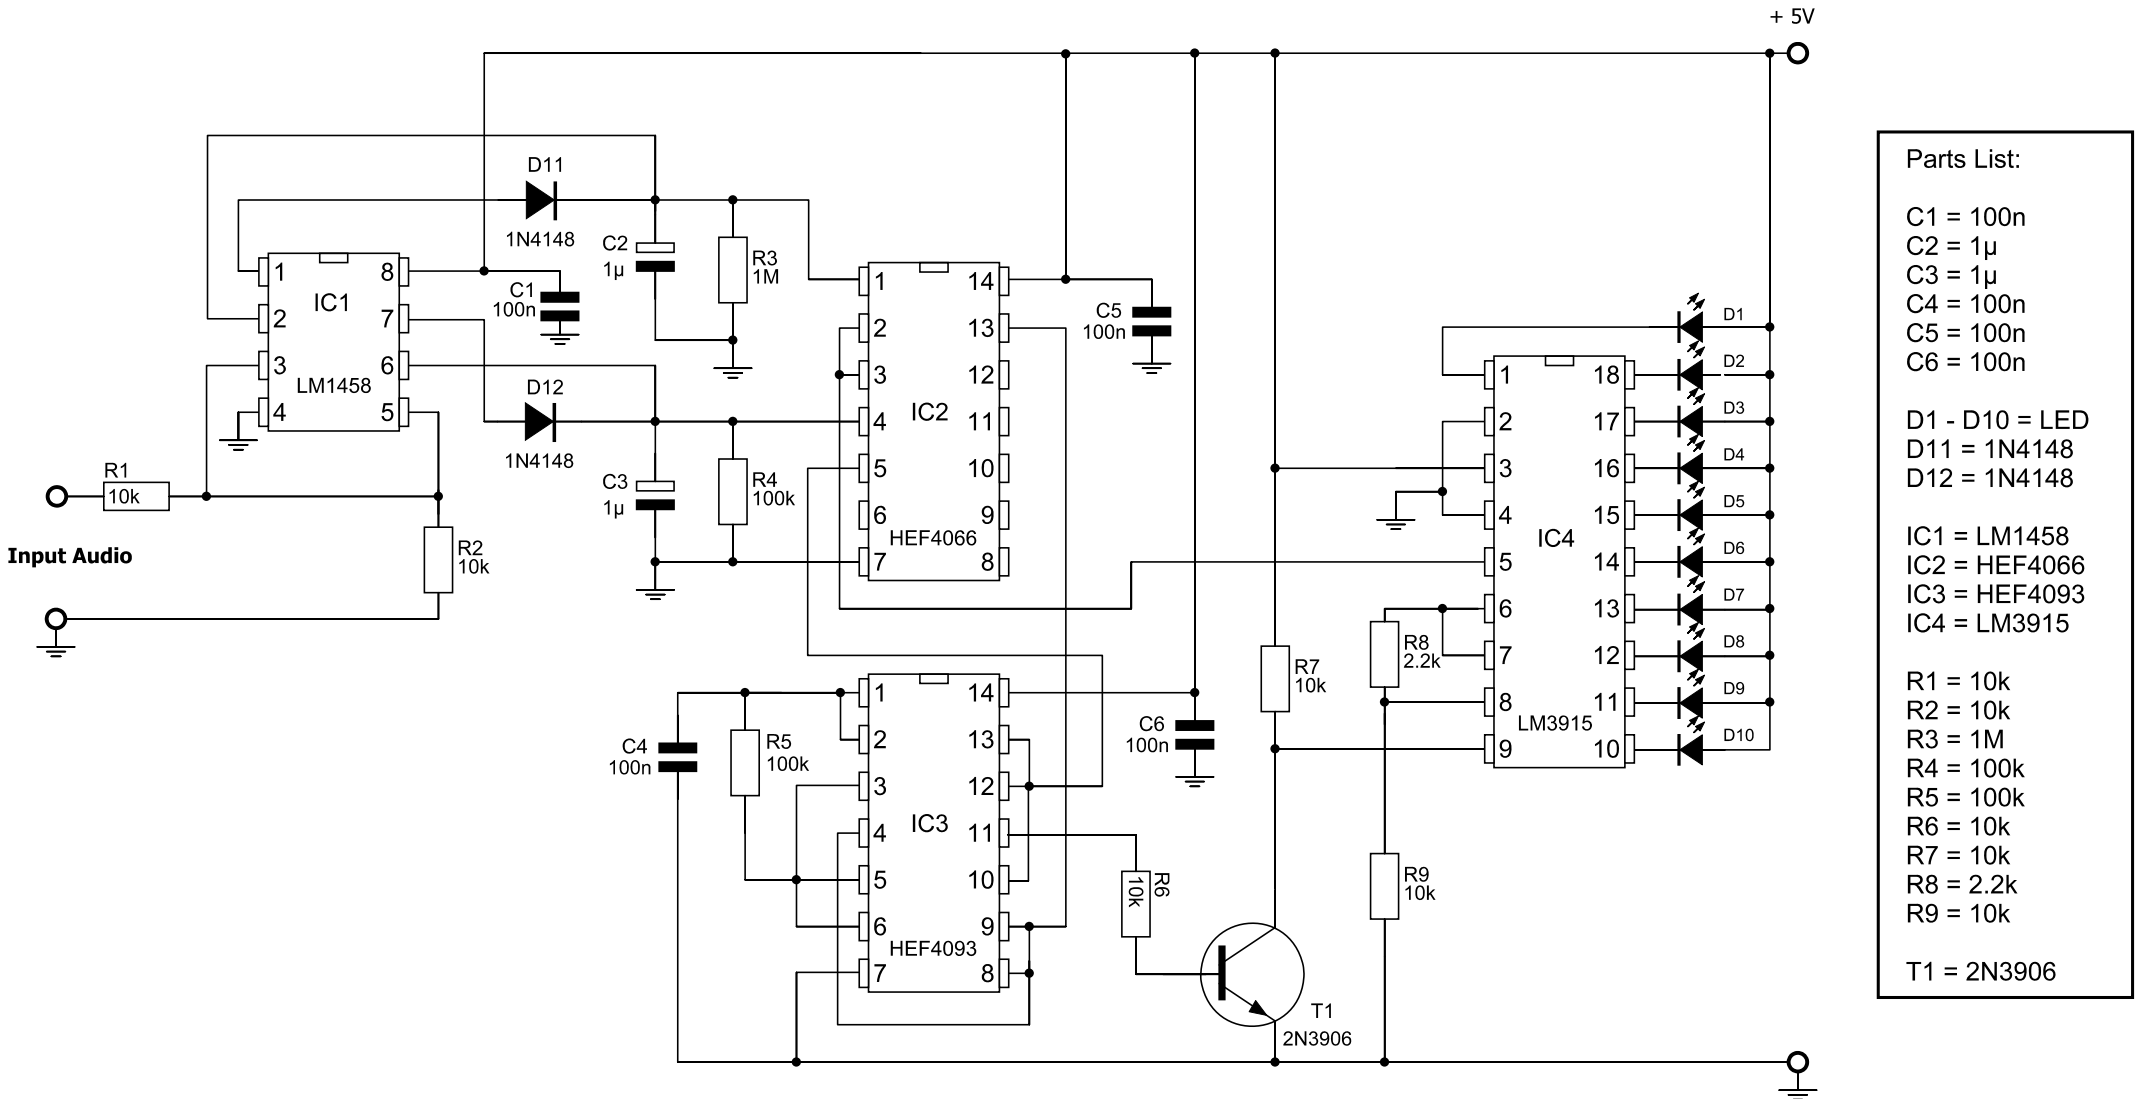 + 5V
D11
1N4148
C2
1µ
R3
1M
1
2
3
4
8
7
6
5
IC1
LM1458
C1
100n
D12
1N4148
R1
10k
Input Audio
R2
10k
C3
1µ
R4
100k
1
2
3
4
5
6
7
14
13
12
11
10
9
8
IC2
HEF4066
C5
100n
C4
100n
R5
100k
1
2
3
4
5
6
7
14
13
12
11
10
9
8
IC3
HEF4093
C6
100n
R6
10k
R7
10k
T1
2N3906
R8
2.2k
R9
10k
1
2
3
4
5
6
7
8
9
18
17
16
15
14
13
12
11
10
IC4
LM3915
D1
D2
D3
D4
D5
D6
D7
D8
D9
D10
Parts List:
C1 = 100n
C2 = 1µ
C3 = 1µ
C4 = 100n
C5 = 100n
C6 = 100n
D1 - D10 = LED
D11 = 1N4148
D12 = 1N4148
IC1 = LM1458
IC2 = HEF4066
IC3 = HEF4093
IC4 = LM3915
R1 = 10k
R2 = 10k
R3 = 1M
R4 = 100k
R5 = 100k
R6 = 10k
R7 = 10k
R8 = 2.2k
R9 = 10k
T1 = 2N3906